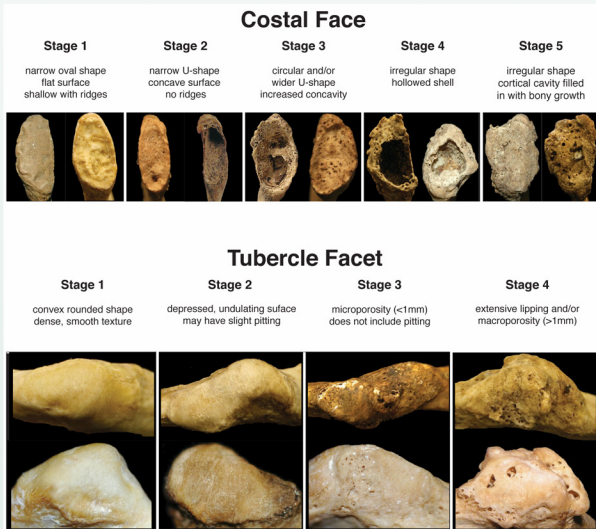 Costal Face
Stage 1
narrow oval shape
flat surface
shallow with ridges
Stage 2
narrow U-shape
concave surface
no ridges
Stage 3
circular and/or
wider U-shape
increased concavity
Stage 4
irregular shape
hollowed shell
Stage 5
irregular shape
cortical cavity filled
in with bony growth
Tubercle Facet
Stage 1
convex rounded shape
dense, smooth texture
Stage 2
depressed, undulating suface
may have slight pitting
Stage 3
microporosity (<1mm)
does not include pitting
Stage 4
extensive lipping and/or
macroporosity (>1mm)